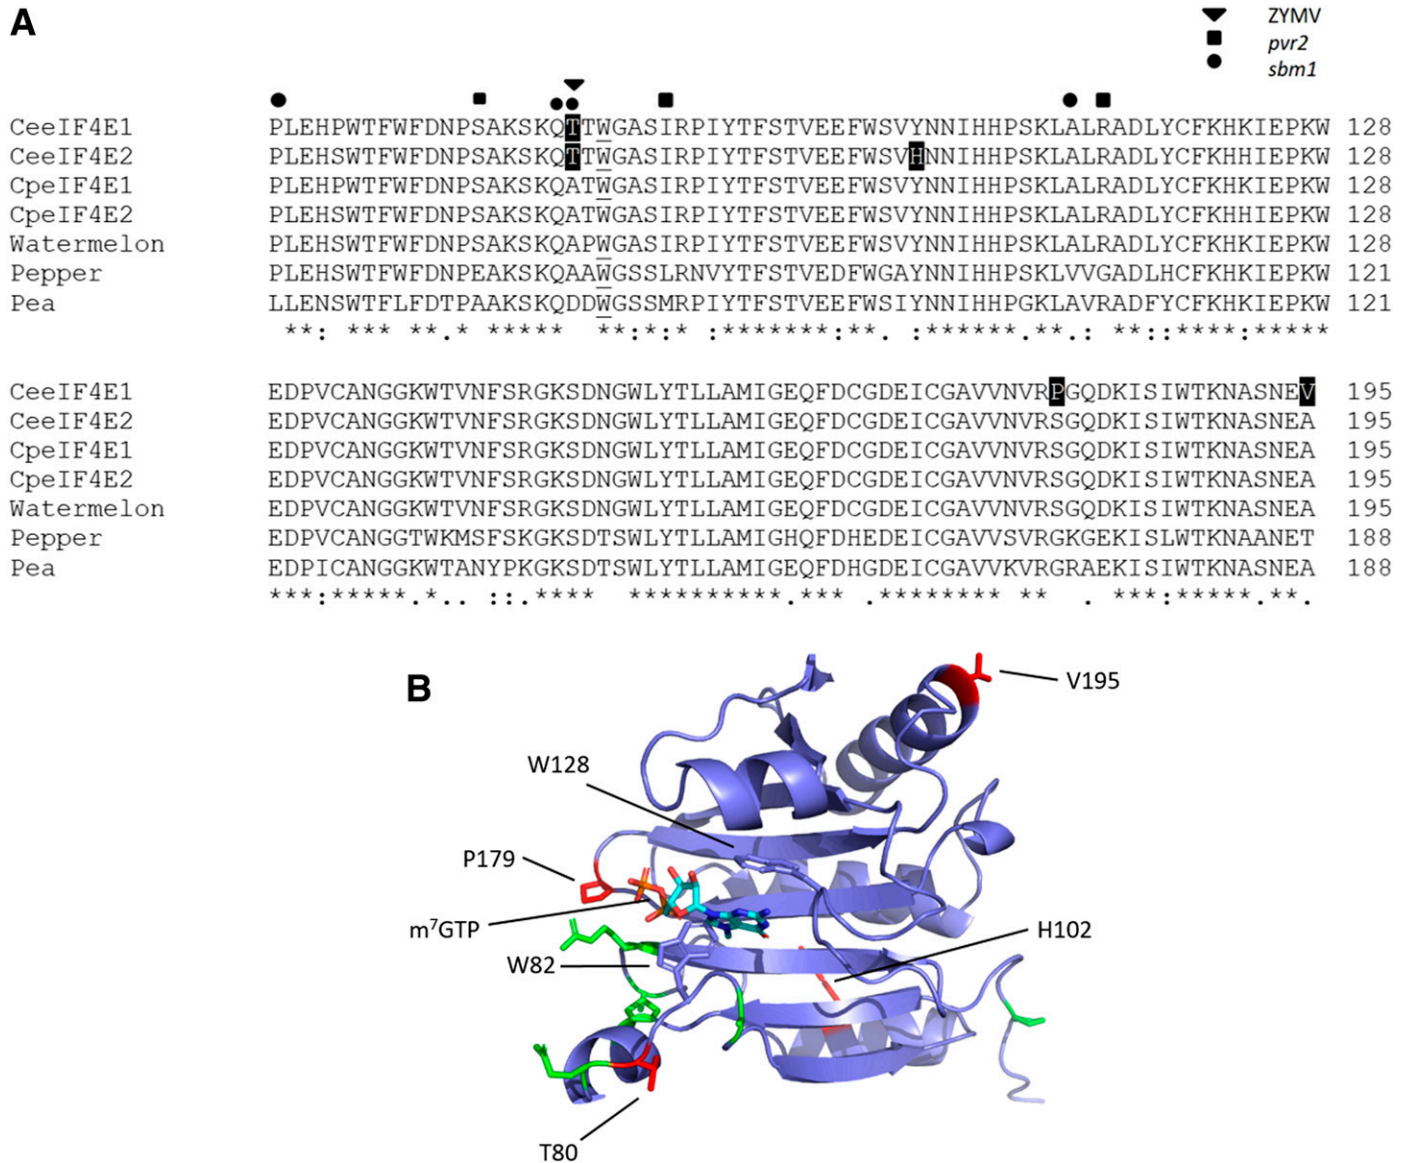 A
ZYMV
pvr2
sbm1
CeeIF4E1 PLEHPWTFWFDNPSAKSKQTTWGASIRPIYTFSTVEEFWSVYNNIHHPSKLALRADLYCFKHKIEPKW 128
CeeIF4E2 PLEHPWTFWFDNPSAKSKQTTWGASIRPIYTFSTVEEFWSVHNNIHHPSKLALRADLYCFKHKIEPKW 128
CpeIF4E1 PLEHPWTFWFDNPSAKSKQATWGASIRPIYTFSTVEEFWSVYNNIHHPSKLALRADLYCFKHKIEPKW 128
CpeIF4E2 PLEHPWTFWFDNPSAKSKQATWGASIRPIYTFSTVEEFWSVYNNIHHPSKLALRADLYCFKHHIEPKW 128
Watermelon PLEHSWTFWFDNPSAKSKQAPWGASIRPIYTFSTVEEFWSVYNNIHHPSKLALRADLYCFKHKIEPKW 128
Pepper PLEHSWTFWFDNPEAKSKQAAWGSSLRNVYTFSTVEDFWGAYNNIHHPSKLVVGADLHCFKHKIEPKW 121
Pea LLENSWTFLFDTPAAKSKQDDWGSSMRPIYTFSTVEEFWSIYNNIHHPGKLAVRADFYCFKHKIEPKW 121
**: *** **.* ***** **:*:* :*******:**. :******.**.: **::****:*****
CeeIF4E1 EDPVCANGGKWTVNFSRGKSDNGWLYTLLAMIGEQFDCGDEICGAVVNVRPGQDKISIWTKNASNEV 195
CeeIF4E2 EDPVCANGGKWTVNFSRGKSDNGWLYTLLAMIGEQFDCGDEICGAVVNVRSGQDKISIWTKNASNEA 195
CpeIF4E1 EDPVCANGGKWTVNFSRGKSDNGWLYTLLAMIGEQFDCGDEICGAVVNVRSGQDKISIWTKNASNEA 195
CpeIF4E2 EDPVCANGGKWTVNFSRGKSDNGWLYTLLAMIGEQFDCGDEICGAVVNVRSGQDKISIWTKNASNEA 195
Watermelon EDPVCANGGKWTVNFSRGKSDNGWLYTLLAMIGEQFDCGDEICGAVVNVRSGQDKISIWTKNASNEA 195
Pepper EDPVCANGGTWKMSFSKGKSDTSWLYTLLAMIGHQFDHEDEICGAVVSVRGKGEKISLWTKNAANET 188
Pea EDPICANGGKWTANYPKGKSDTSWLYTLLAMIGEQFDHGDEICGAVVKVRGRAEKISIWTKNASNEA 188
***:*****.*.. ::.**** **********.*** .******** ** . ***:*****.**.
B
V195
W128
P179
m⁷GTP
H102
W82
T80